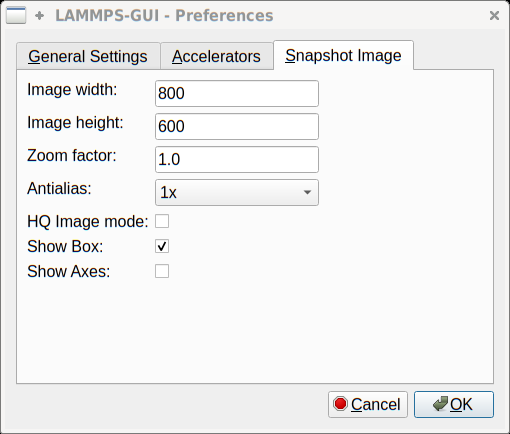 LAMMPS-GUI - Preferences
General Settings Accelerators Snapshot Image
Image width: 800
Image height: 600
Zoom factor: 1.0
Antialias: 1x
HQ Image mode:
Show Box:
Show Axes:
Cancel OK